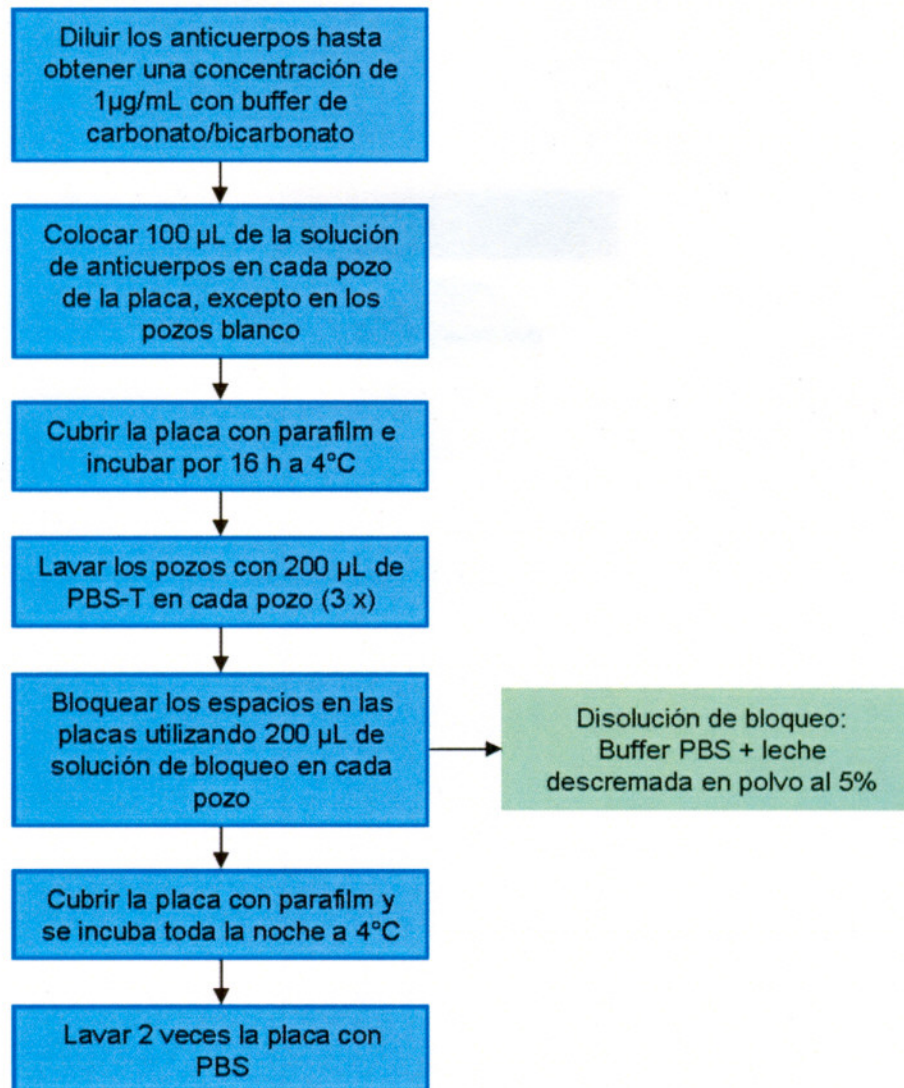 Diluir los anticuerpos hasta
obtener una concentración de
1µg/mL con buffer de
carbonato/bicarbonato
Colocar 100 µL de la solución
de anticuerpos en cada pozo
de la placa, excepto en los
pozos blanco
Cubrir la placa con parafilm e
incubar por 16 h a 4°C
Lavar los pozos con 200 µL de
PBS-T en cada pozo (3 x)
Bloquear los espacios en las
placas utilizando 200 µL de
solución de bloqueo en cada
pozo
Disolución de bloqueo:
Buffer PBS + leche
descremada en polvo al 5%
Cubrir la placa con parafilm y
se incuba toda la noche a 4°C
Lavar 2 veces la placa con
PBS